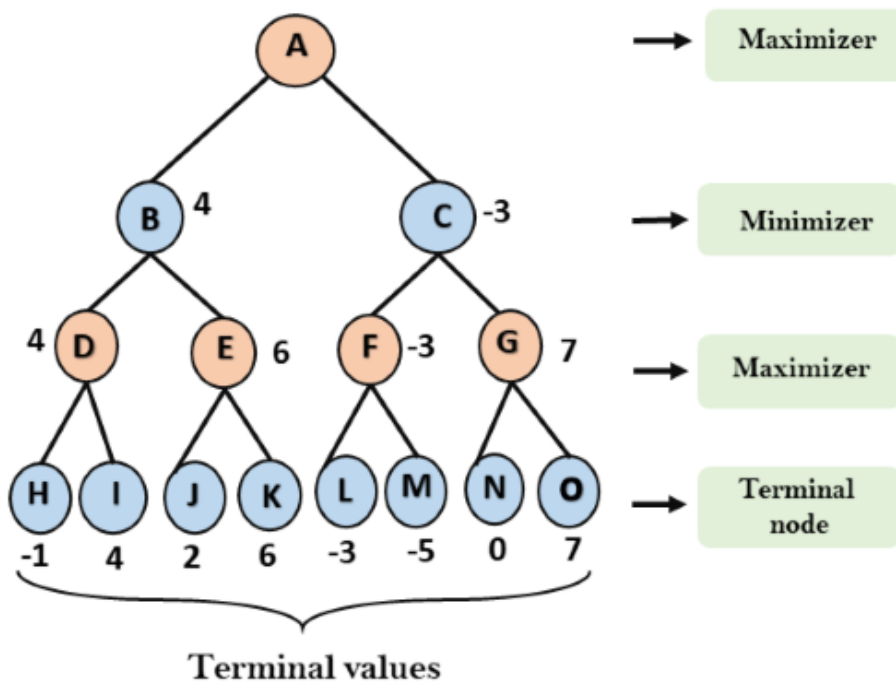 A
Maximizer
B 4
C -3
Minimizer
4 D
E 6
F -3
G 7
Maximizer
H I J K L M N O
Terminal
node
-1 4 2 6 -3 -5 0 7
Terminal values